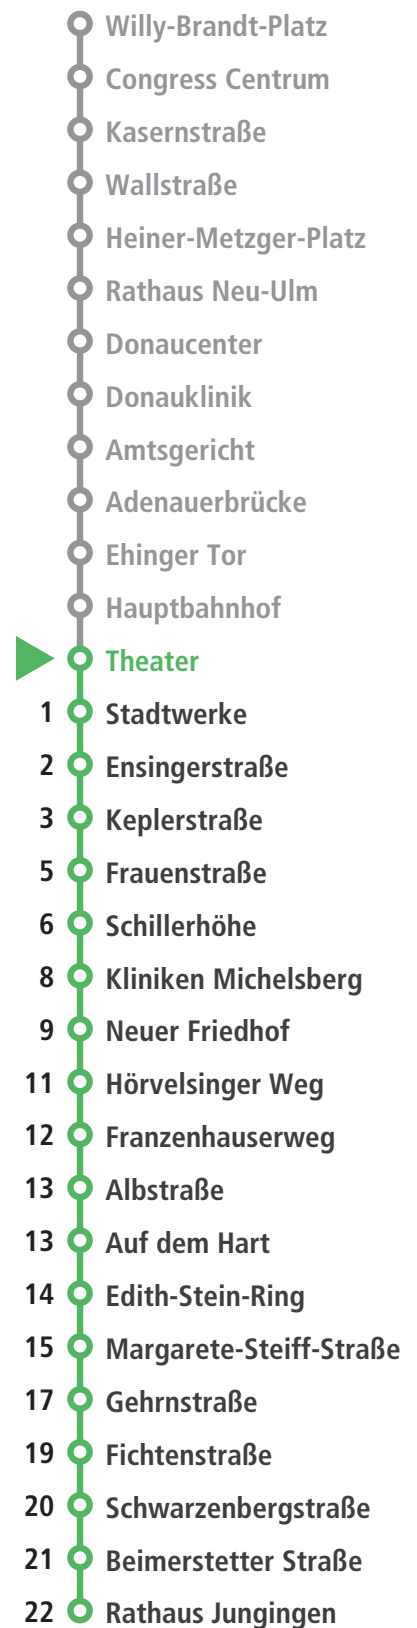 Willy-Brandt-Platz
Congress Centrum
Kasernstraße
Wallstraße
Heiner-Metzger-Platz
Rathaus Neu-Ulm
Donaucenter
Donauklinik
Amtsgericht
Adenauerbrücke
Ehinger Tor
Hauptbahnhof
Theater
1 Stadtwerke
2 Ensingerstraße
3 Keplerstraße
5 Frauenstraße
6 Schillerhöhe
8 Kliniken Michelsberg
9 Neuer Friedhof
11 Hörvelsinger Weg
12 Franzenhauserweg
13 Albstraße
13 Auf dem Hart
14 Edith-Stein-Ring
15 Margarete-Steiff-Straße
17 Gehrnstraße
19 Fichtenstraße
20 Schwarzenbergstraße
21 Beimerstetter Straße
22 Rathaus Jungingen